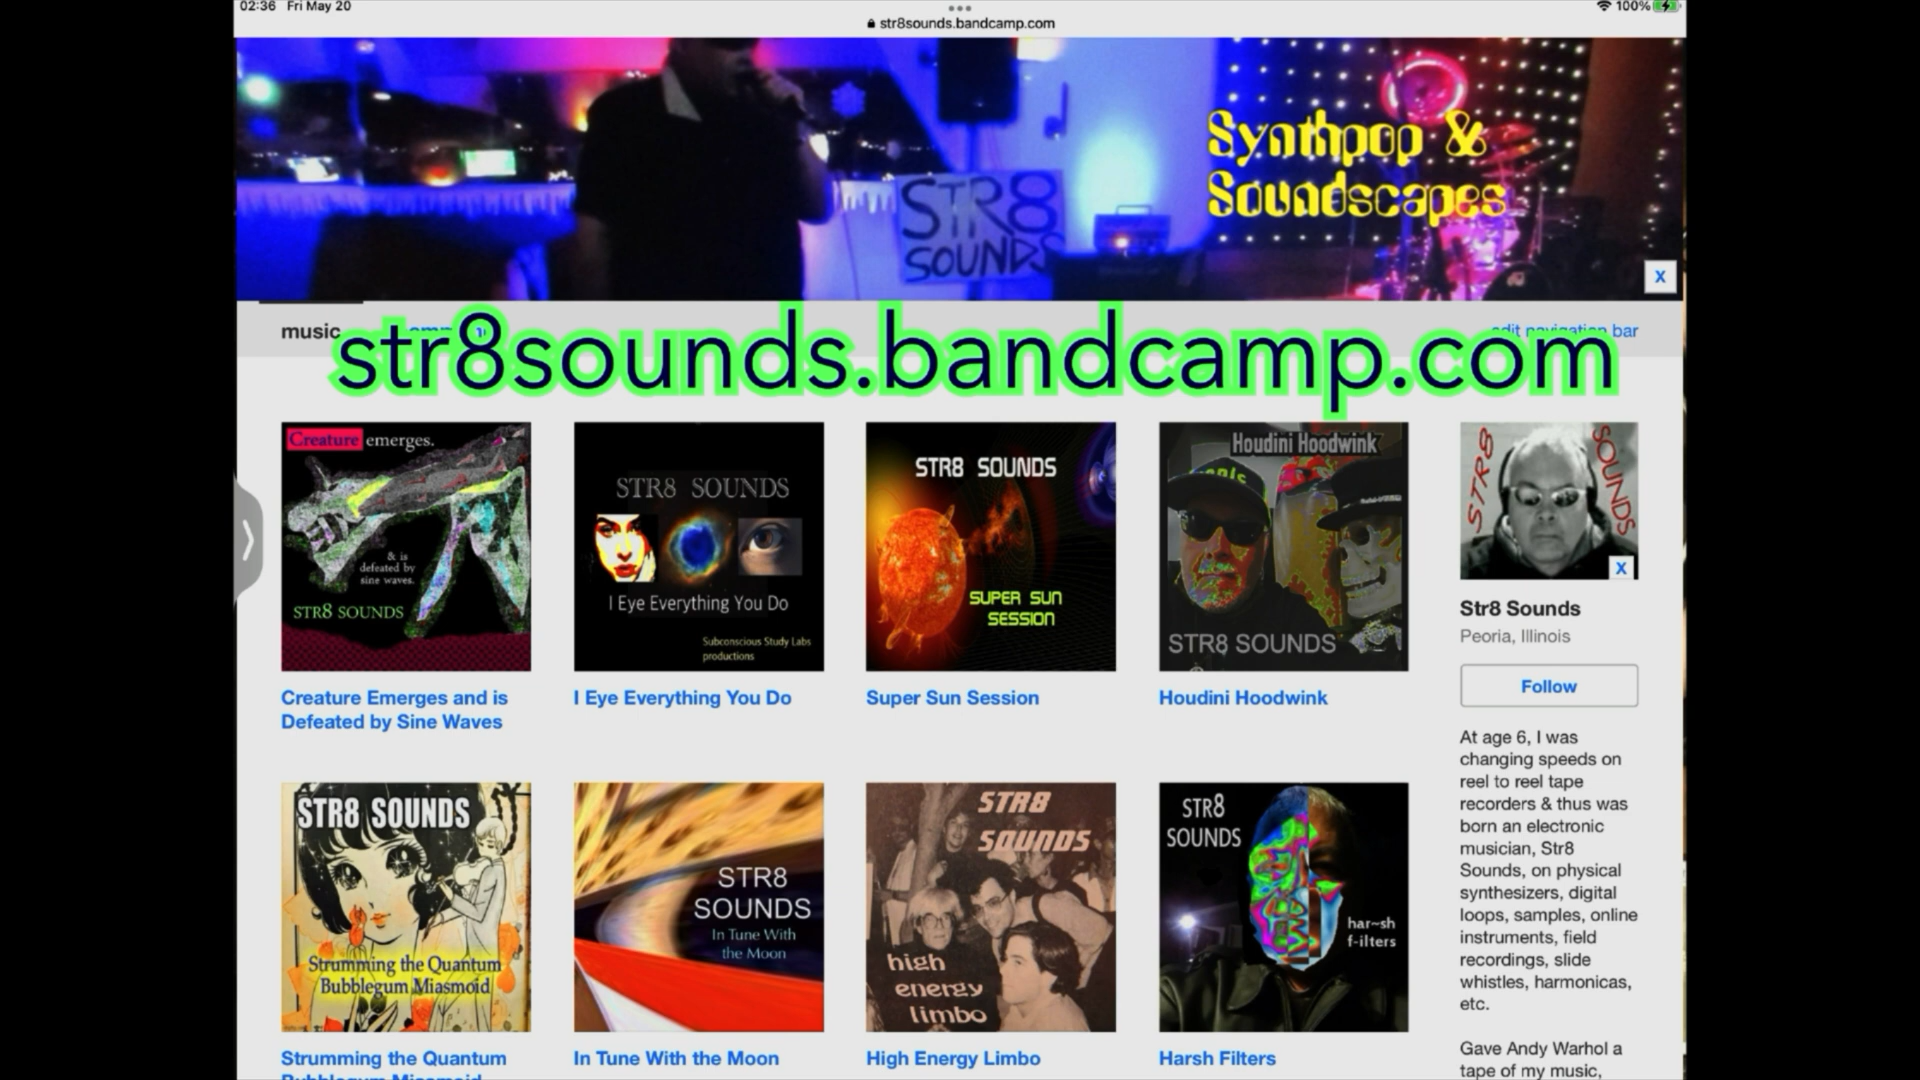 02:36 Fri May 20
100%
str8sounds.bandcamp.com
Synthpop &
Soundscapes
STR8
SOUNDS
X
music
edit navigation bar
str8sounds.bandcamp.com
Creature emerges.
& is
defeated by
sine waves.
STR8 SOUNDS
Creature Emerges and is
Defeated by Sine Waves
STR8 SOUNDS
I Eye Everything You Do
Subconscious Study Labs
productions
I Eye Everything You Do
STR8 SOUNDS
SUPER SUN
SESSION
Super Sun Session
Houdini Hoodwink
STR8 SOUNDS
Houdini Hoodwink
STR8 SOUNDS
X
Str8 Sounds
Peoria, Illinois
Follow
At age 6, I was
changing speeds on
reel to reel tape
recorders & thus was
born an electronic
musician, Str8
Sounds, on physical
synthesizers, digital
loops, samples, online
instruments, field
recordings, slide
whistles, harmonicas,
etc.
Gave Andy Warhol a
tape of my music,
STR8 SOUNDS
Strumming the Quantum
Bubblegum Miasmoid
Strumming the Quantum
Bubblegum Miasmoid
STR8
SOUNDS
In Tune With
the Moon
In Tune With the Moon
STR8
SOUNDS
high
energy
limbo
High Energy Limbo
STR8
SOUNDS
har~sh
f-ilters
Harsh Filters